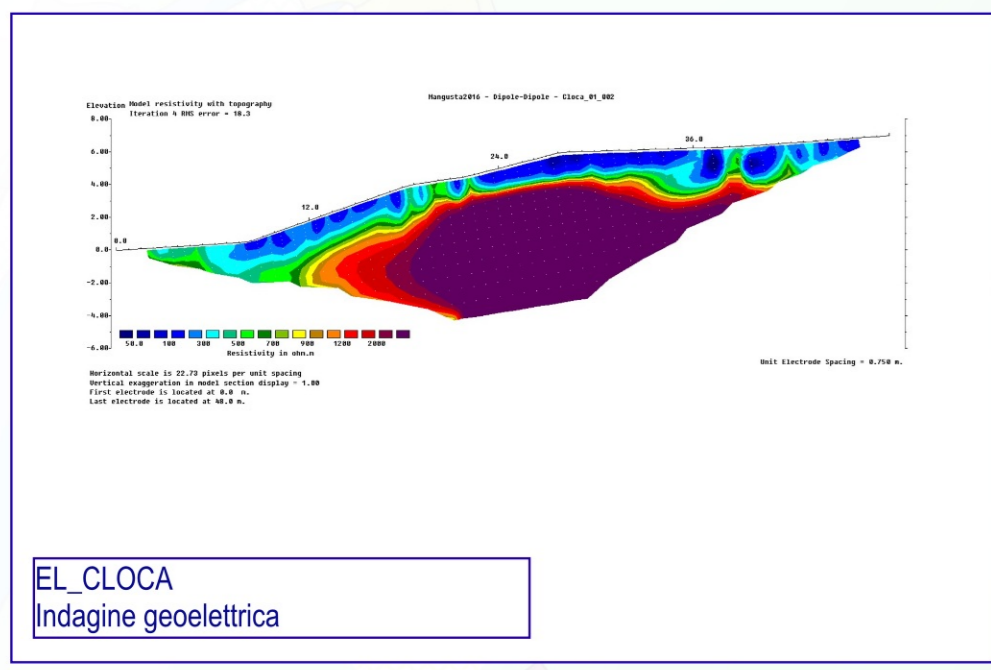 Mangusta2016 - Dipole-Dipole - Cloca_01_002
Elevation Model resistivity with topography
Iteration 4 RMS error = 10.3
8.00
6.00
4.00
2.00
0.0
-2.00
-4.00
-6.00
0.0
12.0
24.0
36.0
50.0 100 300 500 700 900 1200 2000
Resistivity in ohm.m
Unit Electrode Spacing = 0.750 m.
Horizontal scale is 22.73 pixels per unit spacing
Vertical exaggeration in model section display = 1.00
First electrode is located at 0.0 m.
Last electrode is located at 48.0 m.
EL_CLOCA
Indagine geoelettrica